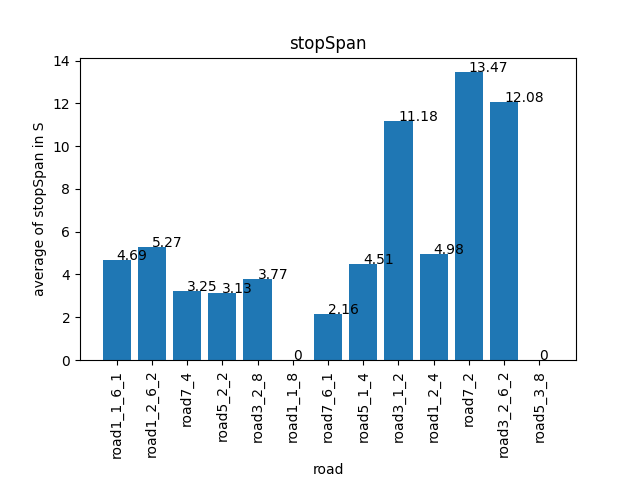 stopSpan
average of stopSpan in S
14
12
10
8
6
4
2
0
4.69
5.27
3.25
3.13
3.77
0
2.16
4.51
11.18
4.98
13.47
12.08
0
road1_1_6_1
road1_2_6_2
road7_4
road5_2_2
road3_2_8
road1_1_8
road7_6_1
road5_1_4
road3_1_2
road1_2_4
road7_2
road3_2_6_2
road5_3_8
road